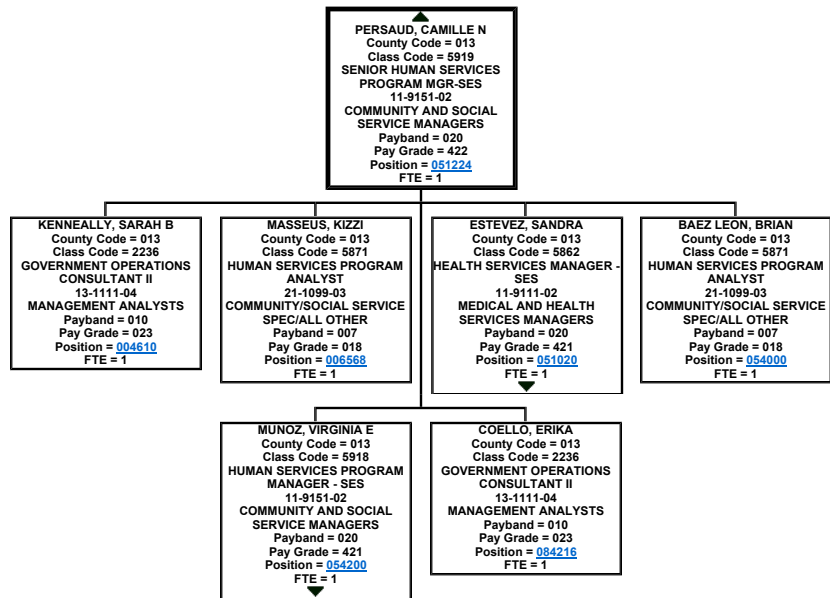 PERSAUD, CAMILLE N
County Code = 013
Class Code = 5919
SENIOR HUMAN SERVICES
PROGRAM MGR-SES
11-9151-02
COMMUNITY AND SOCIAL
SERVICE MANAGERS
Payband = 020
Pay Grade = 422
Position = 051224
FTE = 1
KENNEALLY, SARAH B
County Code = 013
Class Code = 2236
GOVERNMENT OPERATIONS
CONSULTANT II
13-1111-04
MANAGEMENT ANALYSTS
Payband = 010
Pay Grade = 023
Position = 004610
FTE = 1
MASSEUS, KIZZI
County Code = 013
Class Code = 5871
HUMAN SERVICES PROGRAM
ANALYST
21-1099-03
COMMUNITY/SOCIAL SERVICE
SPEC/ALL OTHER
Payband = 007
Pay Grade = 018
Position = 006568
FTE = 1
ESTEVEZ, SANDRA
County Code = 013
Class Code = 5862
HEALTH SERVICES MANAGER -
SES
11-9111-02
MEDICAL AND HEALTH
SERVICES MANAGERS
Payband = 020
Pay Grade = 421
Position = 051020
FTE = 1
BAEZ LEON, BRIAN
County Code = 013
Class Code = 5871
HUMAN SERVICES PROGRAM
ANALYST
21-1099-03
COMMUNITY/SOCIAL SERVICE
SPEC/ALL OTHER
Payband = 007
Pay Grade = 018
Position = 054000
FTE = 1
MUNOZ, VIRGINIA E
County Code = 013
Class Code = 5918
HUMAN SERVICES PROGRAM
MANAGER - SES
11-9151-02
COMMUNITY AND SOCIAL
SERVICE MANAGERS
Payband = 020
Pay Grade = 421
Position = 054200
FTE = 1
COELLO, ERIKA
County Code = 013
Class Code = 2236
GOVERNMENT OPERATIONS
CONSULTANT II
13-1111-04
MANAGEMENT ANALYSTS
Payband = 010
Pay Grade = 023
Position = 084216
FTE = 1